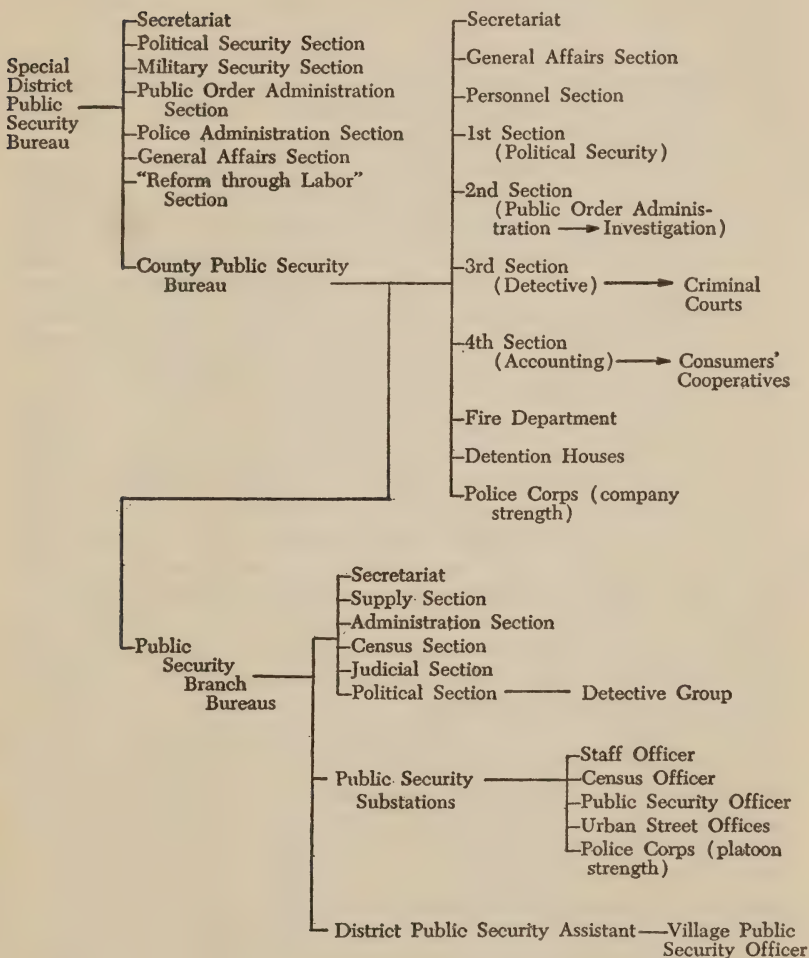 Special
District
Public
Security
Bureau
Secretariat
Political Security Section
Military Security Section
Public Order Administration
Section
Police Administration Section
General Affairs Section
"Reform through Labor"
Section
County Public Security
Bureau
Secretariat
General Affairs Section
Personnel Section
1st Section
(Political Security)
2nd Section
(Public Order Adminis-
tration → Investigation)
3rd Section
(Detective) → Criminal
Courts
4th Section
(Accounting) → Consumers'
Cooperatives
Fire Department
Detention Houses
Police Corps (company
strength)
Public
Security
Branch
Bureaus
Secretariat
Supply Section
Administration Section
Census Section
Judicial Section
Political Section — Detective Group
Public Security
Substations
Staff Officer
Census Officer
Public Security Officer
Urban Street Offices
Police Corps (platoon
strength)
District Public Security Assistant — Village Public
Security Officer